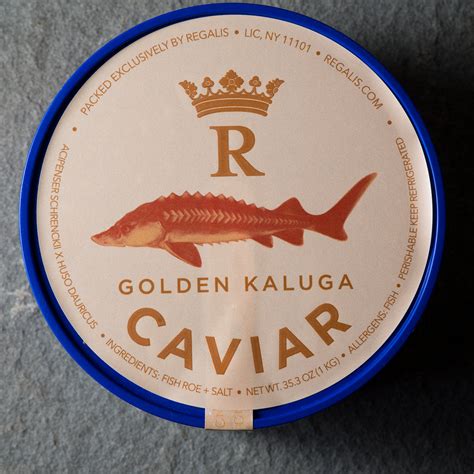 PACKED EXCLUSIVELY BY REGALIS • LIC, NY 11101 • REGALIS.COM •
R
GOLDEN KALUGA
CAVIAR
PERISHABLE KEEP REFRIGERATED
ACIPENSER SCHRENCKII X HUSO DAURICUS •
INGREDIENTS: FISH ROE + SALT • NET WT. 35.3 OZ (1 KG) • ALLERGENS: FISH •